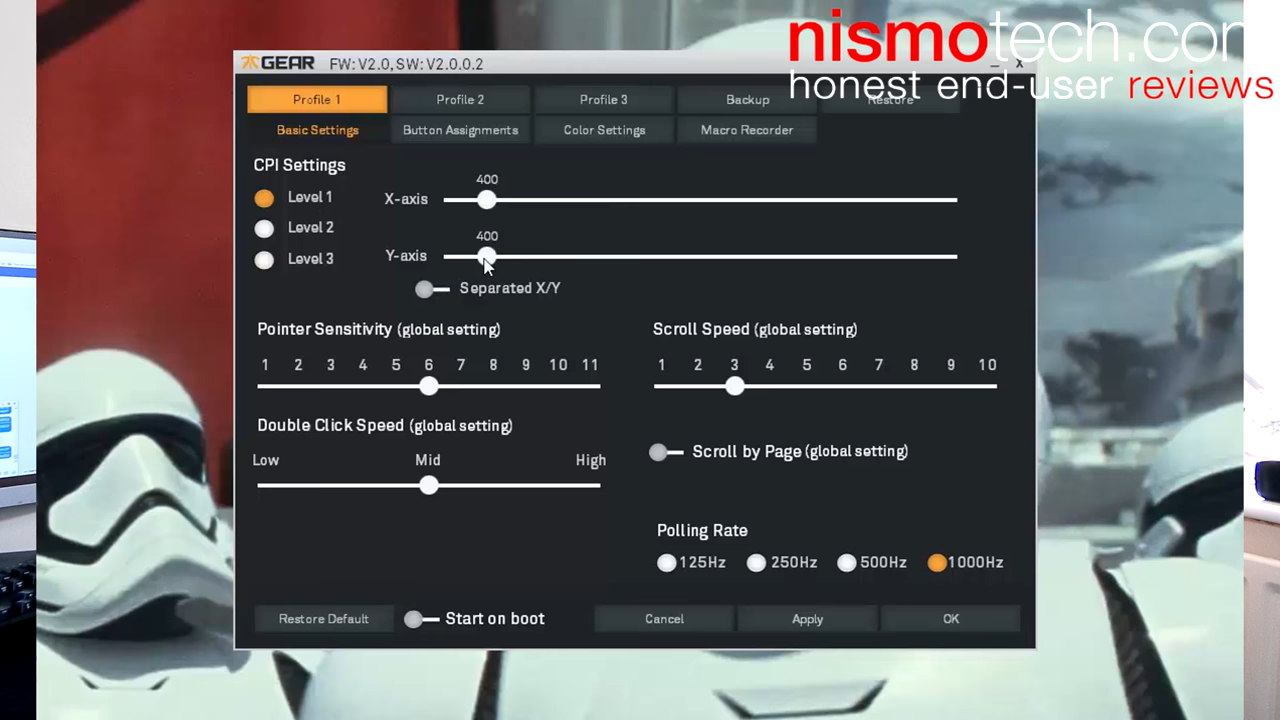 nismotech.com
honest end-user reviews
GEAR FW: V2.0, SW: V2.0.0.2
Profile 1 Profile 2 Profile 3 Backup Restore
Basic Settings Button Assignments Color Settings Macro Recorder
CPI Settings
400
Level 1 X-axis
Level 2
400
Level 3 Y-axis
Separated X/Y
Pointer Sensitivity (global setting) Scroll Speed (global setting)
1 2 3 4 5 6 7 8 9 10 11 1 2 3 4 5 6 7 8 9 10
Double Click Speed (global setting)
Scroll by Page (global setting)
Low Mid High
Polling Rate
125Hz 250Hz 500Hz 1000Hz
Restore Default Start on boot Cancel Apply OK